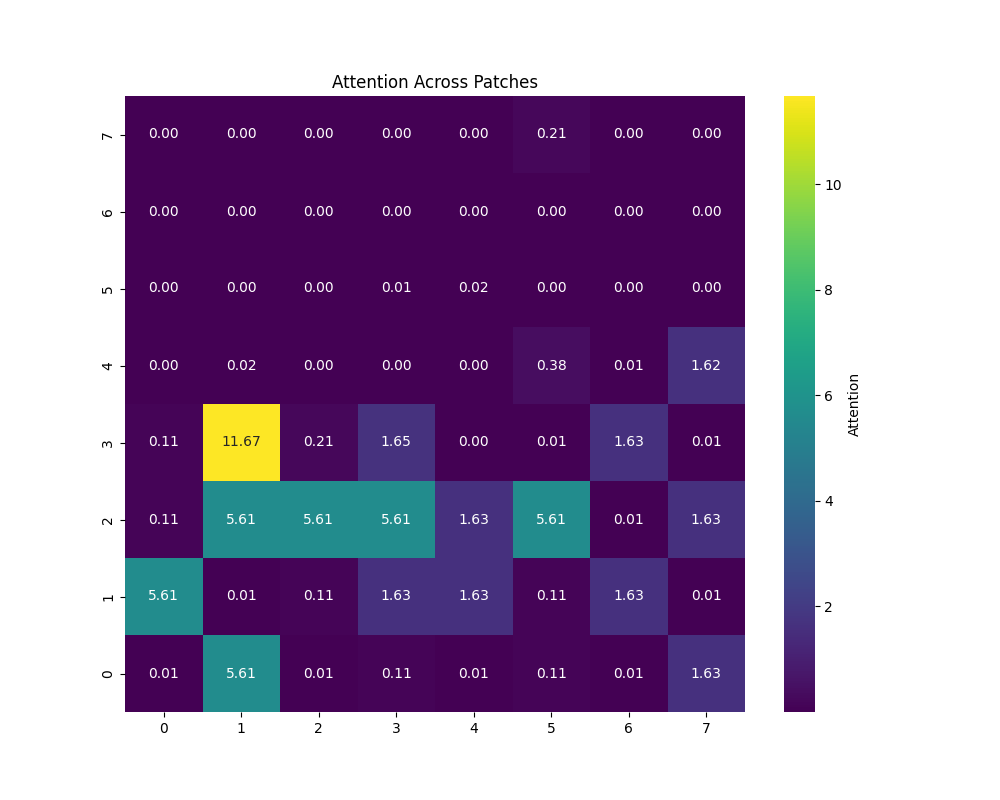 Attention Across Patches
7 0.00 0.00 0.00 0.00 0.00 0.21 0.00 0.00
6 0.00 0.00 0.00 0.00 0.00 0.00 0.00 0.00
5 0.00 0.00 0.00 0.01 0.02 0.00 0.00 0.00
4 0.00 0.02 0.00 0.00 0.00 0.38 0.01 1.62
3 0.11 11.67 0.21 1.65 0.00 0.01 1.63 0.01
2 0.11 5.61 5.61 5.61 1.63 5.61 0.01 1.63
1 5.61 0.01 0.11 1.63 1.63 0.11 1.63 0.01
0 0.01 5.61 0.01 0.11 0.01 0.11 0.01 1.63
0 1 2 3 4 5 6 7
10
8
6
4
2
Attention